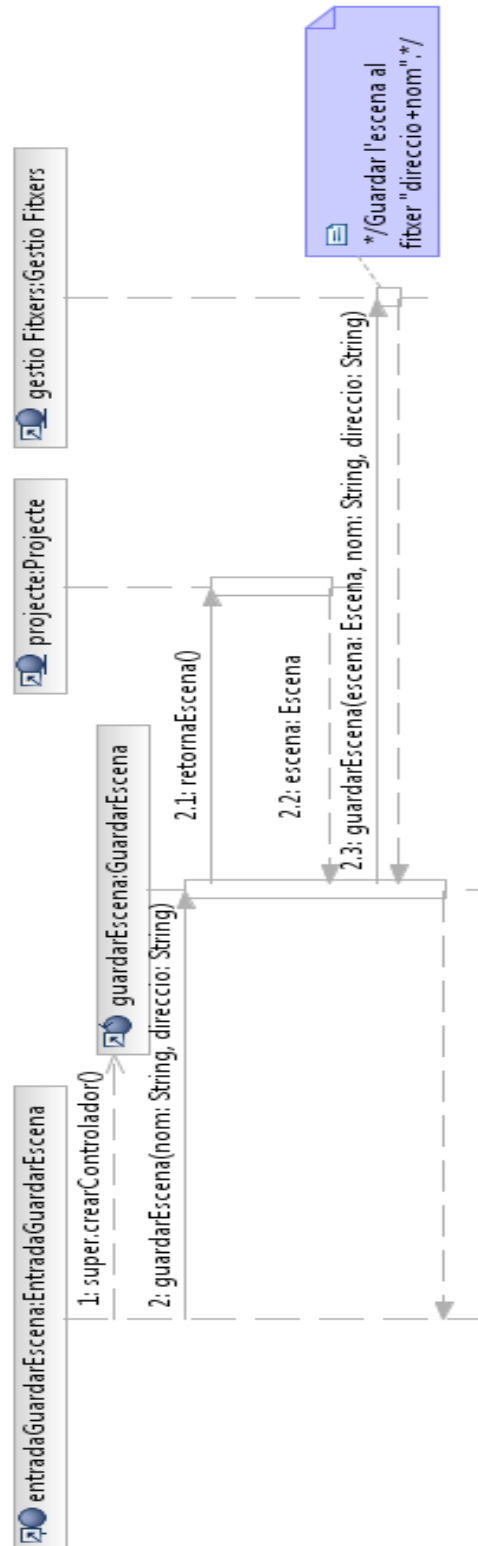 entradaGuardarEscena:EntradaGuardarEscena
guardarEscena:GuardarEscena
projecte:Projecte
gestio Fitxers:Gestio Fitxers
1: super.crearControlador()
2: guardarEscena(nom: String, direccio: String)
2.1: retornaEscena()
2.2: escena: Escena
2.3: guardarEscena(escena: Escena, nom: String, direccio: String)
*/Guardar l'escena al
fitxer "direccio+nom".*/